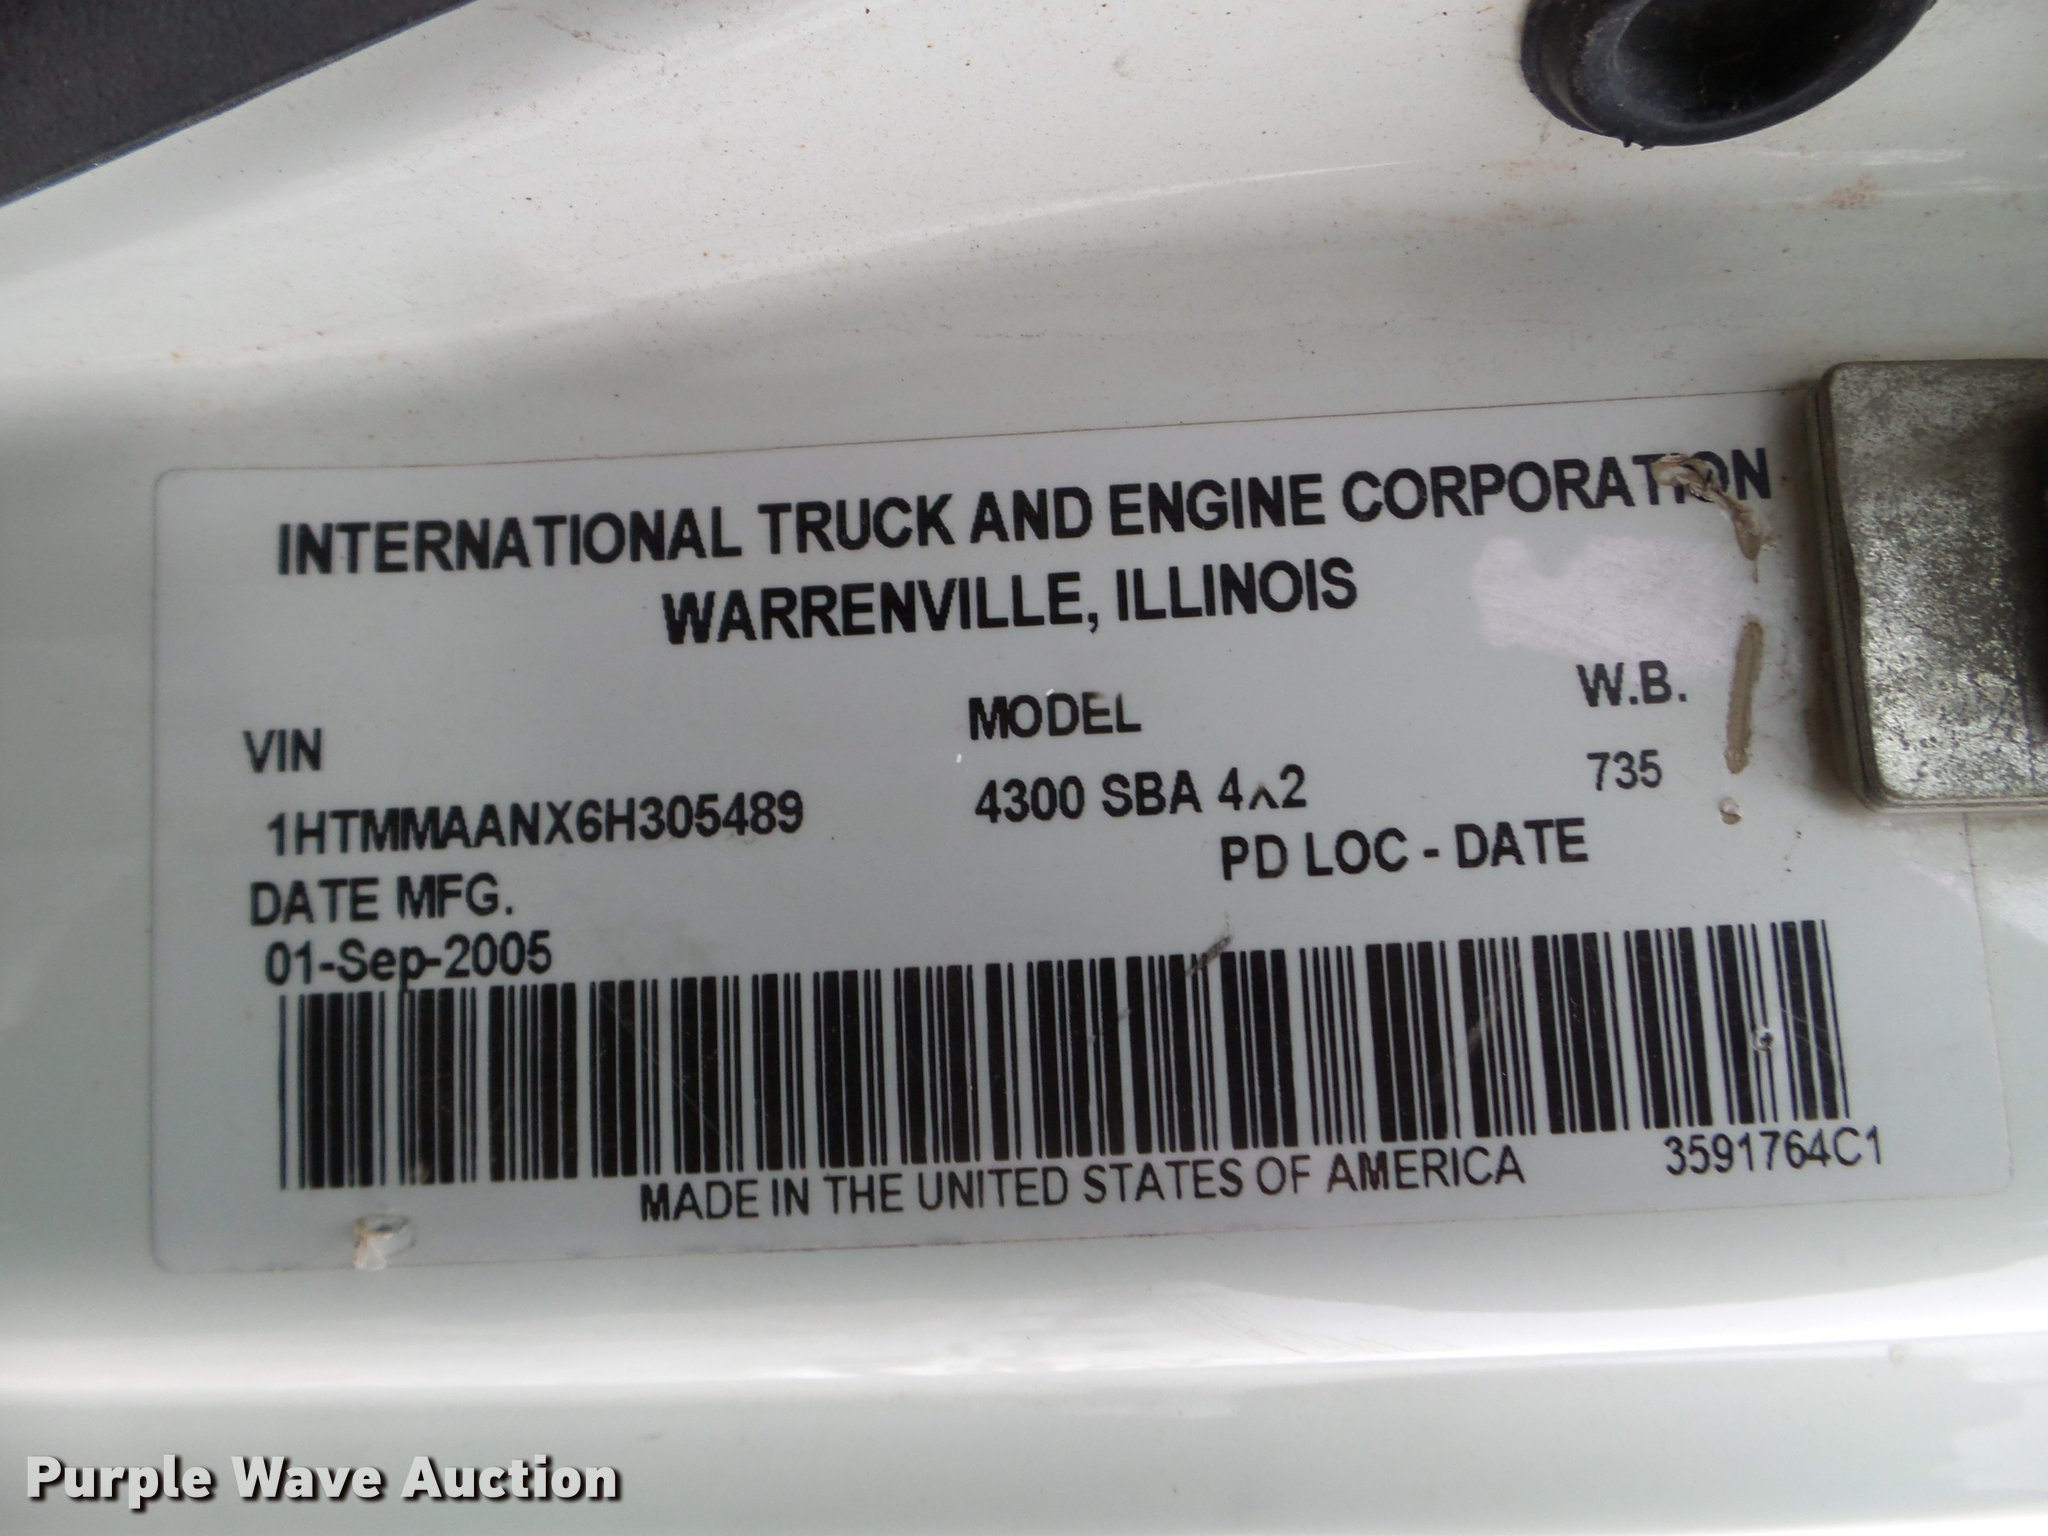 INTERNATIONAL TRUCK AND ENGINE CORPORATION
WARRENVILLE, ILLINOIS
VIN MODEL W.B.
1HTMMAANX6H305489 4300 SBA 4x2 735
DATE MFG. PD LOC - DATE
01-Sep-2005
MADE IN THE UNITED STATES OF AMERICA 3591764C1
Purple Wave Auction